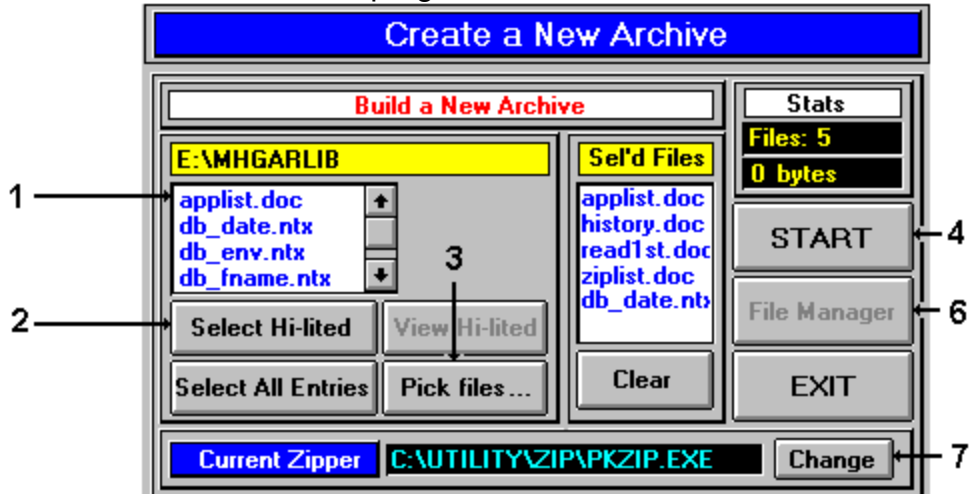 Create a New Archive
Build a New Archive
Stats
Files: 5
0 bytes
E:\MHGARLIB
Sel'd Files
1
applist.doc
db_date.ntx
db_env.ntx
db_fname.ntx
applist.doc
history.doc
read1st.doc
ziplist.doc
db_date.ntx
START
4
3
2
Select Hi-lited
View Hi-lited
File Manager
6
Select All Entries
Pick files...
Clear
EXIT
Current Zipper
C:\UTILITY\ZIP\PKZIP.EXE
Change
7